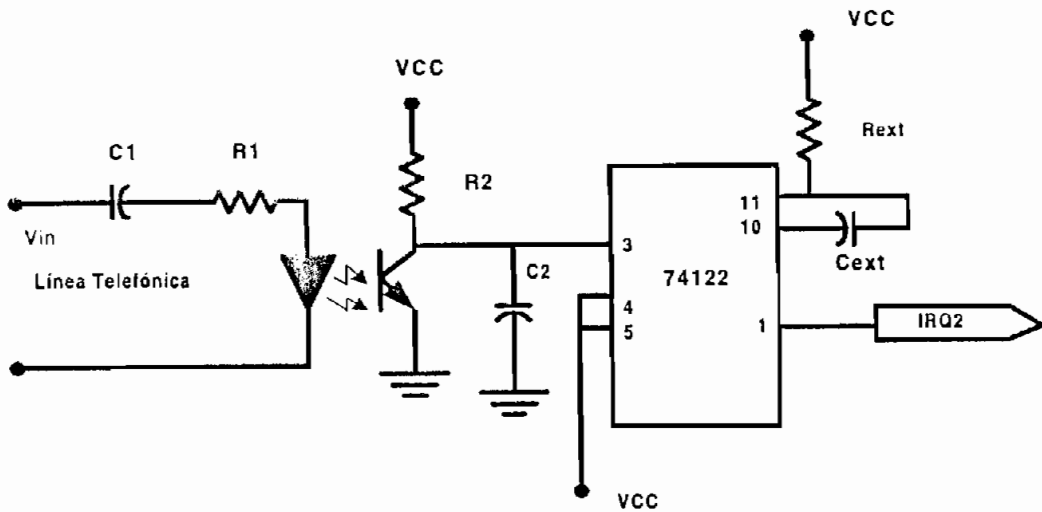 VCC
VCC
C1
R1
R2
Rext
Vin
Línea Telefónica
C2
3
4
5
74122
11
10
1
Cext
IRQ2
VCC